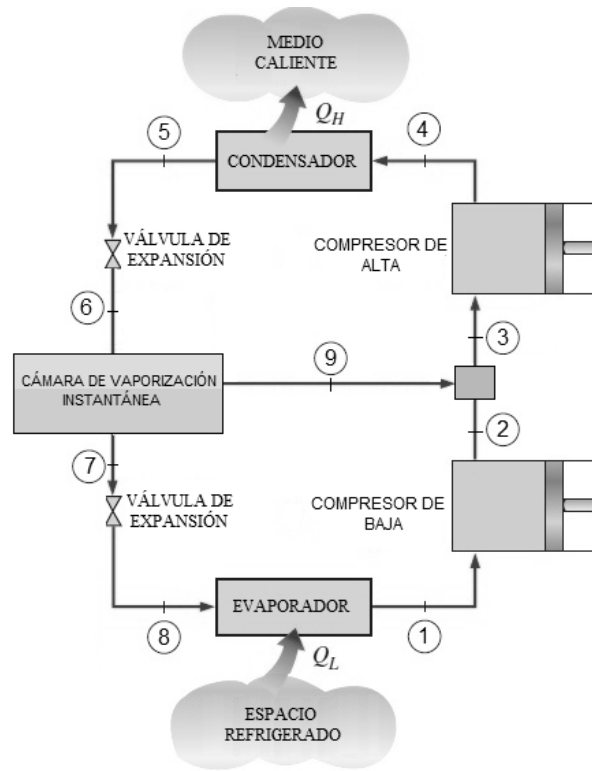 MEDIO
CALIENTE
Q_H
5
4
CONDENSADOR
VÁLVULA DE
EXPANSIÓN
COMPRESOR DE
ALTA
6
3
9
CÁMARA DE VAPORIZACIÓN
INSTANTÁNEA
2
7
VÁLVULA DE
EXPANSIÓN
COMPRESOR DE
BAJA
EVAPORADOR
8
1
Q_L
ESPACIO
REFRIGERADO